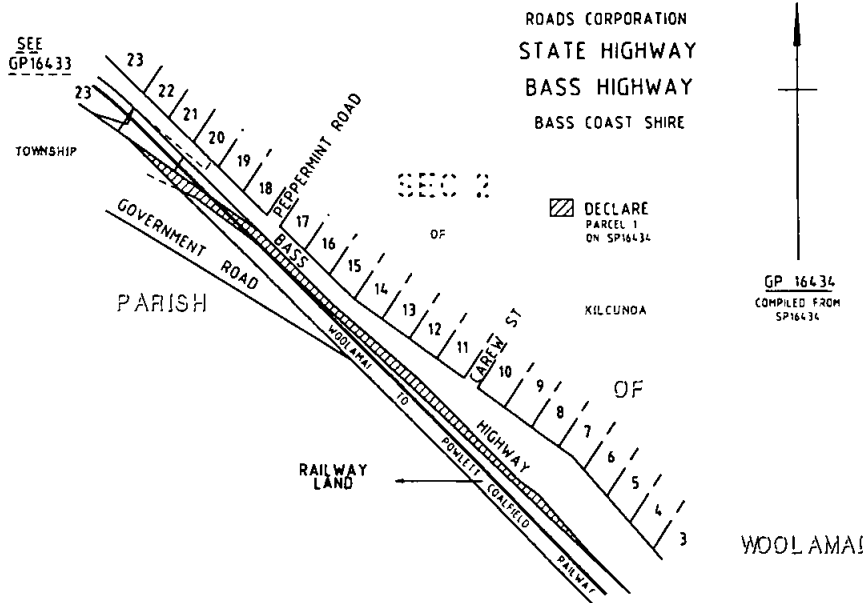 ROADS CORPORATION
STATE HIGHWAY
BASS HIGHWAY
BASS COAST SHIRE
SEE
GP16433
23
23
22
21
20
19
18
PEPPERMINT ROAD
17
16
15
14
13
12
11
CAREW ST
10
9
8
7
6
5
4
3
TOWNSHIP
SEC 2
OF
DECLARE
PARCEL 1
ON SP16434
GOVERNMENT ROAD
BASS
HIGHWAY
PARISH
KILCUNDA
GP 16434
COMPILED FROM
SP16434
WOOLAMAI
TO
POWLETT
COALFIELD
RAILWAY
OF
RAILWAY
LAND
WOOLAMAI